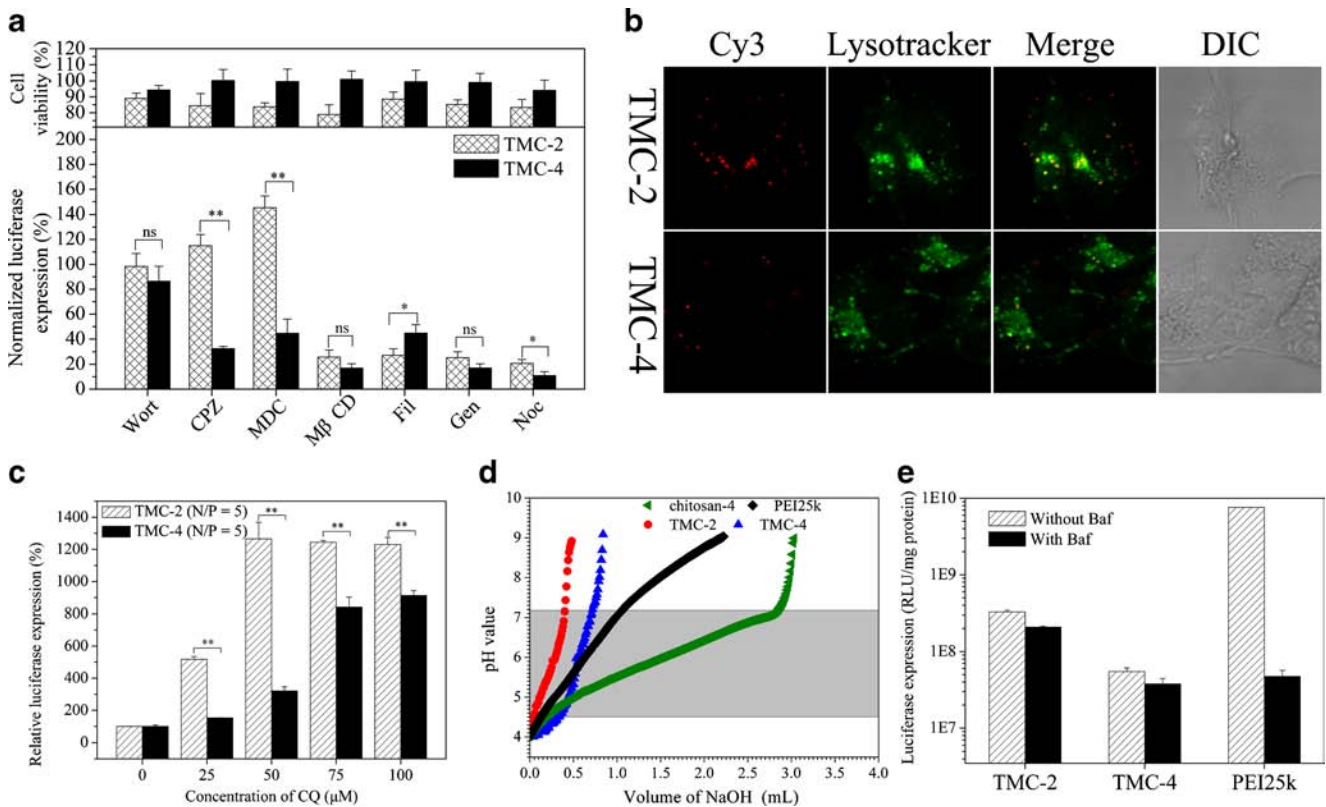 a
Cell viability (%)
120
110
100
90
80
Normalized luciferase expression (%)
200
180
160
140
120
100
80
60
40
20
0
TMC-2
TMC-4
ns
**
**
ns
*
ns
*
Wort
CPZ
MDC
Mβ CD
Fil
Gen
Noc
b
Cy3
Lysotracker
Merge
DIC
TMC-2
TMC-4
c
Relative luciferase expression (%)
1400
1200
1000
800
600
400
200
0
TMC-2 (N/P = 5)
TMC-4 (N/P = 5)
**
**
**
**
0
25
50
75
100
Concentration of CQ (μM)
d
pH value
10
9
8
7
6
5
4
chitosan-4
PEI25k
TMC-2
TMC-4
0.0
0.5
1.0
1.5
2.0
2.5
3.0
3.5
4.0
Volume of NaOH (mL)
e
Luciferase expression (RLU/mg protein)
1E10
1E9
1E8
1E7
Without Baf
With Baf
TMC-2
TMC-4
PEI25k